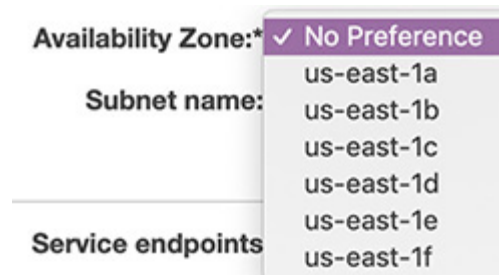 Availability Zone:* ✓ No Preference
us-east-1a
Subnet name:
us-east-1b
us-east-1c
us-east-1d
us-east-1e
Service endpoints
us-east-1f